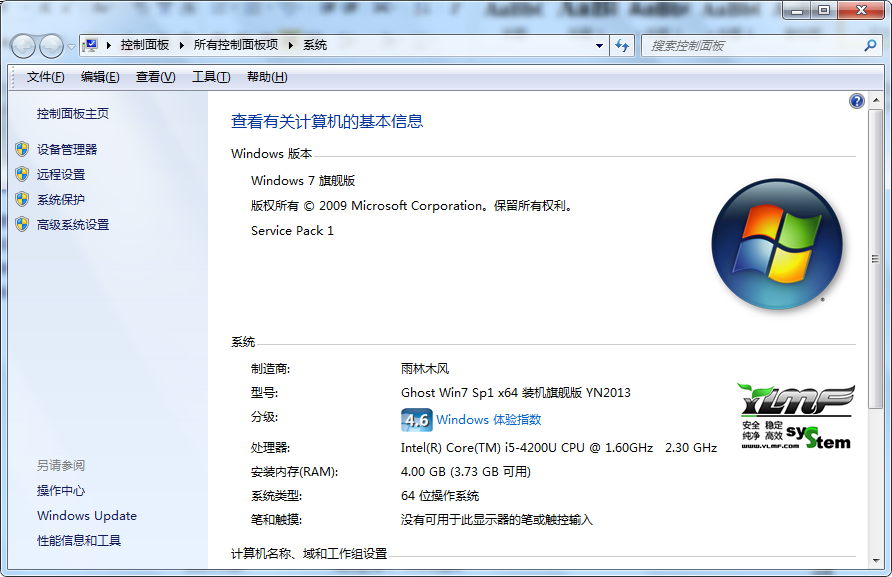 控制面板 ▸ 所有控制面板项 ▸ 系统
搜索控制面板
文件(F) 编辑(E) 查看(V) 工具(T) 帮助(H)
控制面板主页
设备管理器
远程设置
系统保护
高级系统设置
另请参阅
操作中心
Windows Update
性能信息和工具
查看有关计算机的基本信息
Windows 版本
Windows 7 旗舰版
版权所有 © 2009 Microsoft Corporation。保留所有权利。
Service Pack 1
系统
制造商: 雨林木风
型号: Ghost Win7 Sp1 x64 装机旗舰版 YN2013
分级: 4.6 Windows 体验指数
处理器: Intel(R) Core(TM) i5-4200U CPU @ 1.60GHz 2.30 GHz
安装内存(RAM): 4.00 GB (3.73 GB 可用)
系统类型: 64 位操作系统
笔和触摸: 没有可用于此显示器的笔或触控输入
YLMF
安全 稳定
纯净 高效
system
www.YLMF.com
计算机名称、域和工作组设置